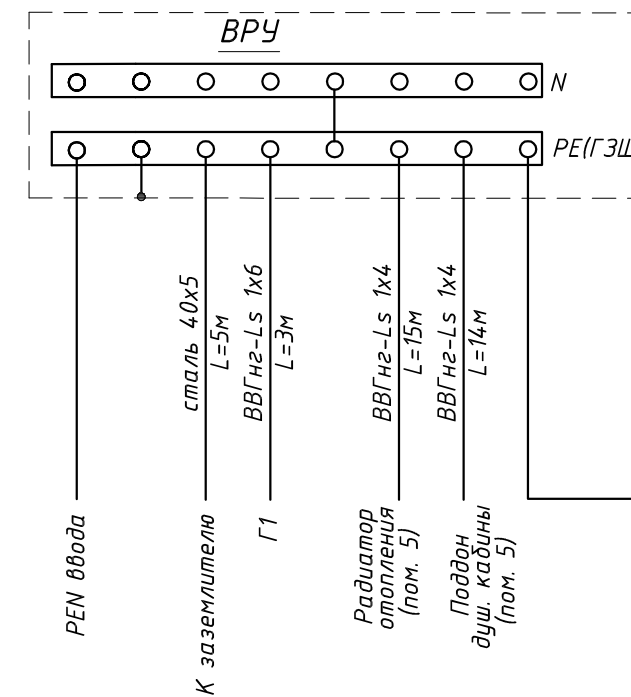 ВРУ
N
PE(ГЗШ
сталь 40х5
L=5м
ВВГнг-Ls 1х6
L=3м
ВВГнг-Ls 1х4
L=15м
ВВГнг-Ls 1х4
L=14м
PEN ввода
К заземлителю
Г1
Радиатор
отопления
(пом. 5)
Поддон
душ. кабины
(пом. 5)